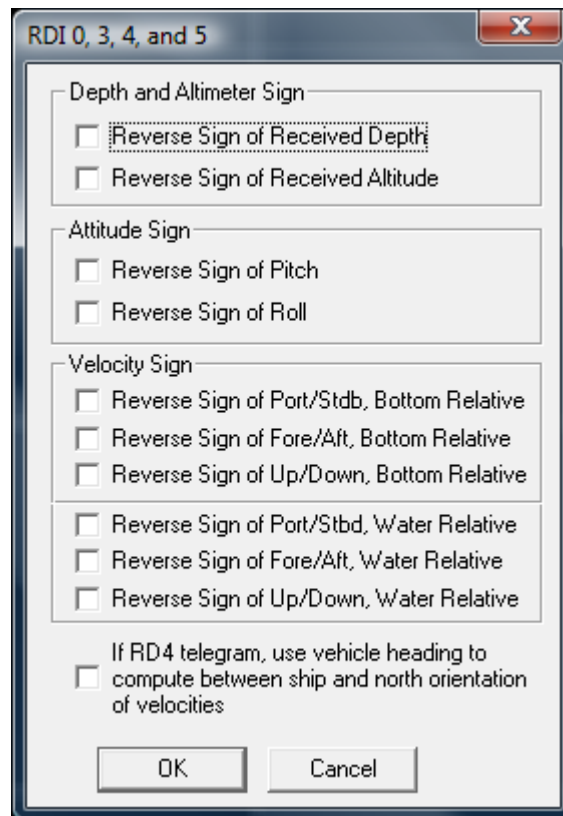 RDI 0, 3, 4, and 5
Depth and Altimeter Sign
Reverse Sign of Received Depth
Reverse Sign of Received Altitude
Attitude Sign
Reverse Sign of Pitch
Reverse Sign of Roll
Velocity Sign
Reverse Sign of Port/Stdb, Bottom Relative
Reverse Sign of Fore/Aft, Bottom Relative
Reverse Sign of Up/Down, Bottom Relative
Reverse Sign of Port/Stbd, Water Relative
Reverse Sign of Fore/Aft, Water Relative
Reverse Sign of Up/Down, Water Relative
If RD4 telegram, use vehicle heading to
compute between ship and north orientation
of velocities
OK Cancel